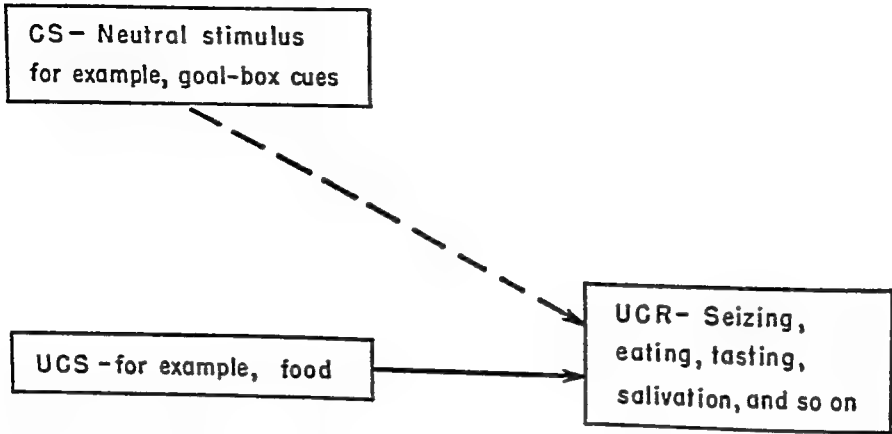 CS- Neutral stimulus
for example, goal-box cues
UCR- Seizing,
eating, tasting,
salivation, and so on
UCS -for example, food